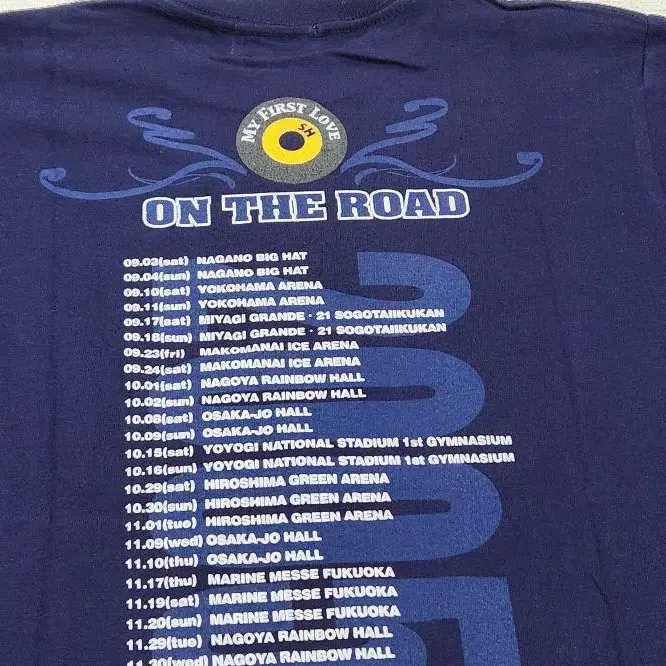 MY FIRST LOVE
SH
ON THE ROAD
2005
09.03(sat) NAGANO BIG HAT
09.04(sun) NAGANO BIG HAT
09.10(sat) YOKOHAMA ARENA
09.11(sun) YOKOHAMA ARENA
09.17(sat) MIYAGI GRANDE・21 SOGOTAIIKUKAN
09.18(sun) MIYAGI GRANDE・21 SOGOTAIIKUKAN
09.23(fri) MAKOMANAI ICE ARENA
09.24(sat) MAKOMANAI ICE ARENA
10.01(sat) NAGOYA RAINBOW HALL
10.02(sun) NAGOYA RAINBOW HALL
10.08(sat) OSAKA-JO HALL
10.09(sun) OSAKA-JO HALL
10.15(sat) YOYOGI NATIONAL STADIUM 1st GYMNASIUM
10.16(sun) YOYOGI NATIONAL STADIUM 1st GYMNASIUM
10.29(sat) HIROSHIMA GREEN ARENA
10.30(sun) HIROSHIMA GREEN ARENA
11.01(tue) HIROSHIMA GREEN ARENA
11.09(wed) OSAKA-JO HALL
11.10(thu) OSAKA-JO HALL
11.17(thu) MARINE MESSE FUKUOKA
11.19(sat) MARINE MESSE FUKUOKA
11.20(sun) MARINE MESSE FUKUOKA
11.29(tue) NAGOYA RAINBOW HALL
11.30(wed) NAGOYA RAINBOW HALL